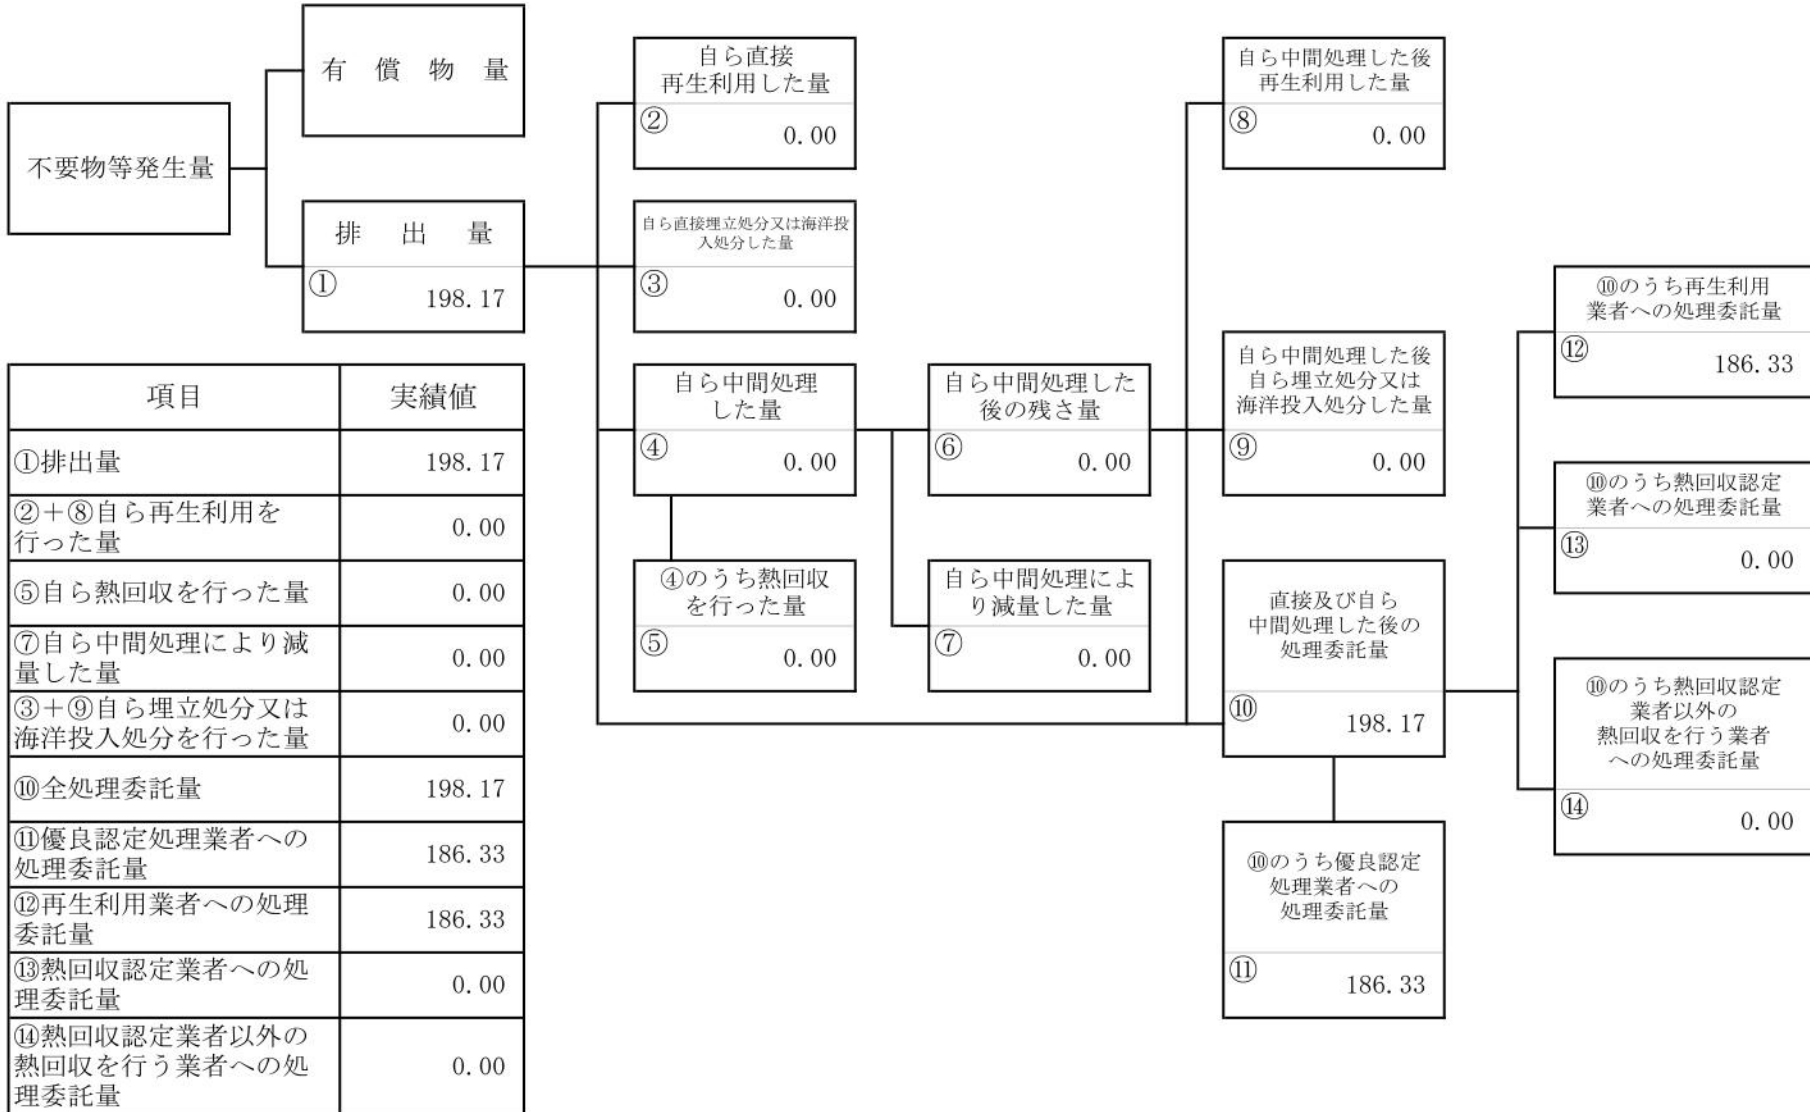 不要物等発生量
有償物量
排出量
①
198.17
自ら直接
再生利用した量
②
0.00
自ら直接埋立処分又は海洋投
入処分した量
③
0.00
自ら中間処理
した量
④
0.00
④のうち熱回収
を行った量
⑤
0.00
自ら中間処理した
後の残さ量
⑥
0.00
自ら中間処理によ
り減量した量
⑦
0.00
自ら中間処理した後
再生利用した量
⑧
0.00
自ら中間処理した後
自ら埋立処分又は
海洋投入処分した量
⑨
0.00
直接及び自ら
中間処理した後の
処理委託量
⑩
198.17
⑩のうち優良認定
処理業者への
処理委託量
⑪
186.33
⑩のうち再生利用
業者への処理委託量
⑫
186.33
⑩のうち熱回収認定
業者への処理委託量
⑬
0.00
⑩のうち熱回収認定
業者以外の
熱回収を行う業者
への処理委託量
⑭
0.00
項目 実績値
①排出量 198.17
②＋⑧自ら再生利用を
行った量 0.00
⑤自ら熱回収を行った量 0.00
⑦自ら中間処理により減
量した量 0.00
③＋⑨自ら埋立処分又は
海洋投入処分を行った量 0.00
⑩全処理委託量 198.17
⑪優良認定処理業者への
処理委託量 186.33
⑫再生利用業者への処理
委託量 186.33
⑬熱回収認定業者への処
理委託量 0.00
⑭熱回収認定業者以外の
熱回収を行う業者への処
理委託量 0.00